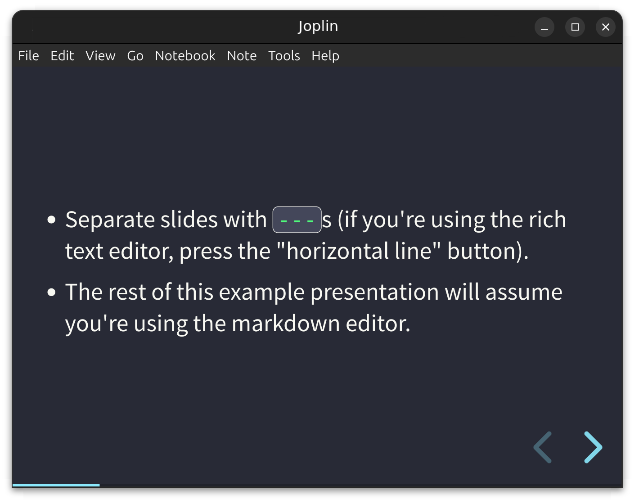 Joplin
File Edit View Go Notebook Note Tools Help
• Separate slides with ---s (if you're using the rich
text editor, press the "horizontal line" button).
• The rest of this example presentation will assume
you're using the markdown editor.